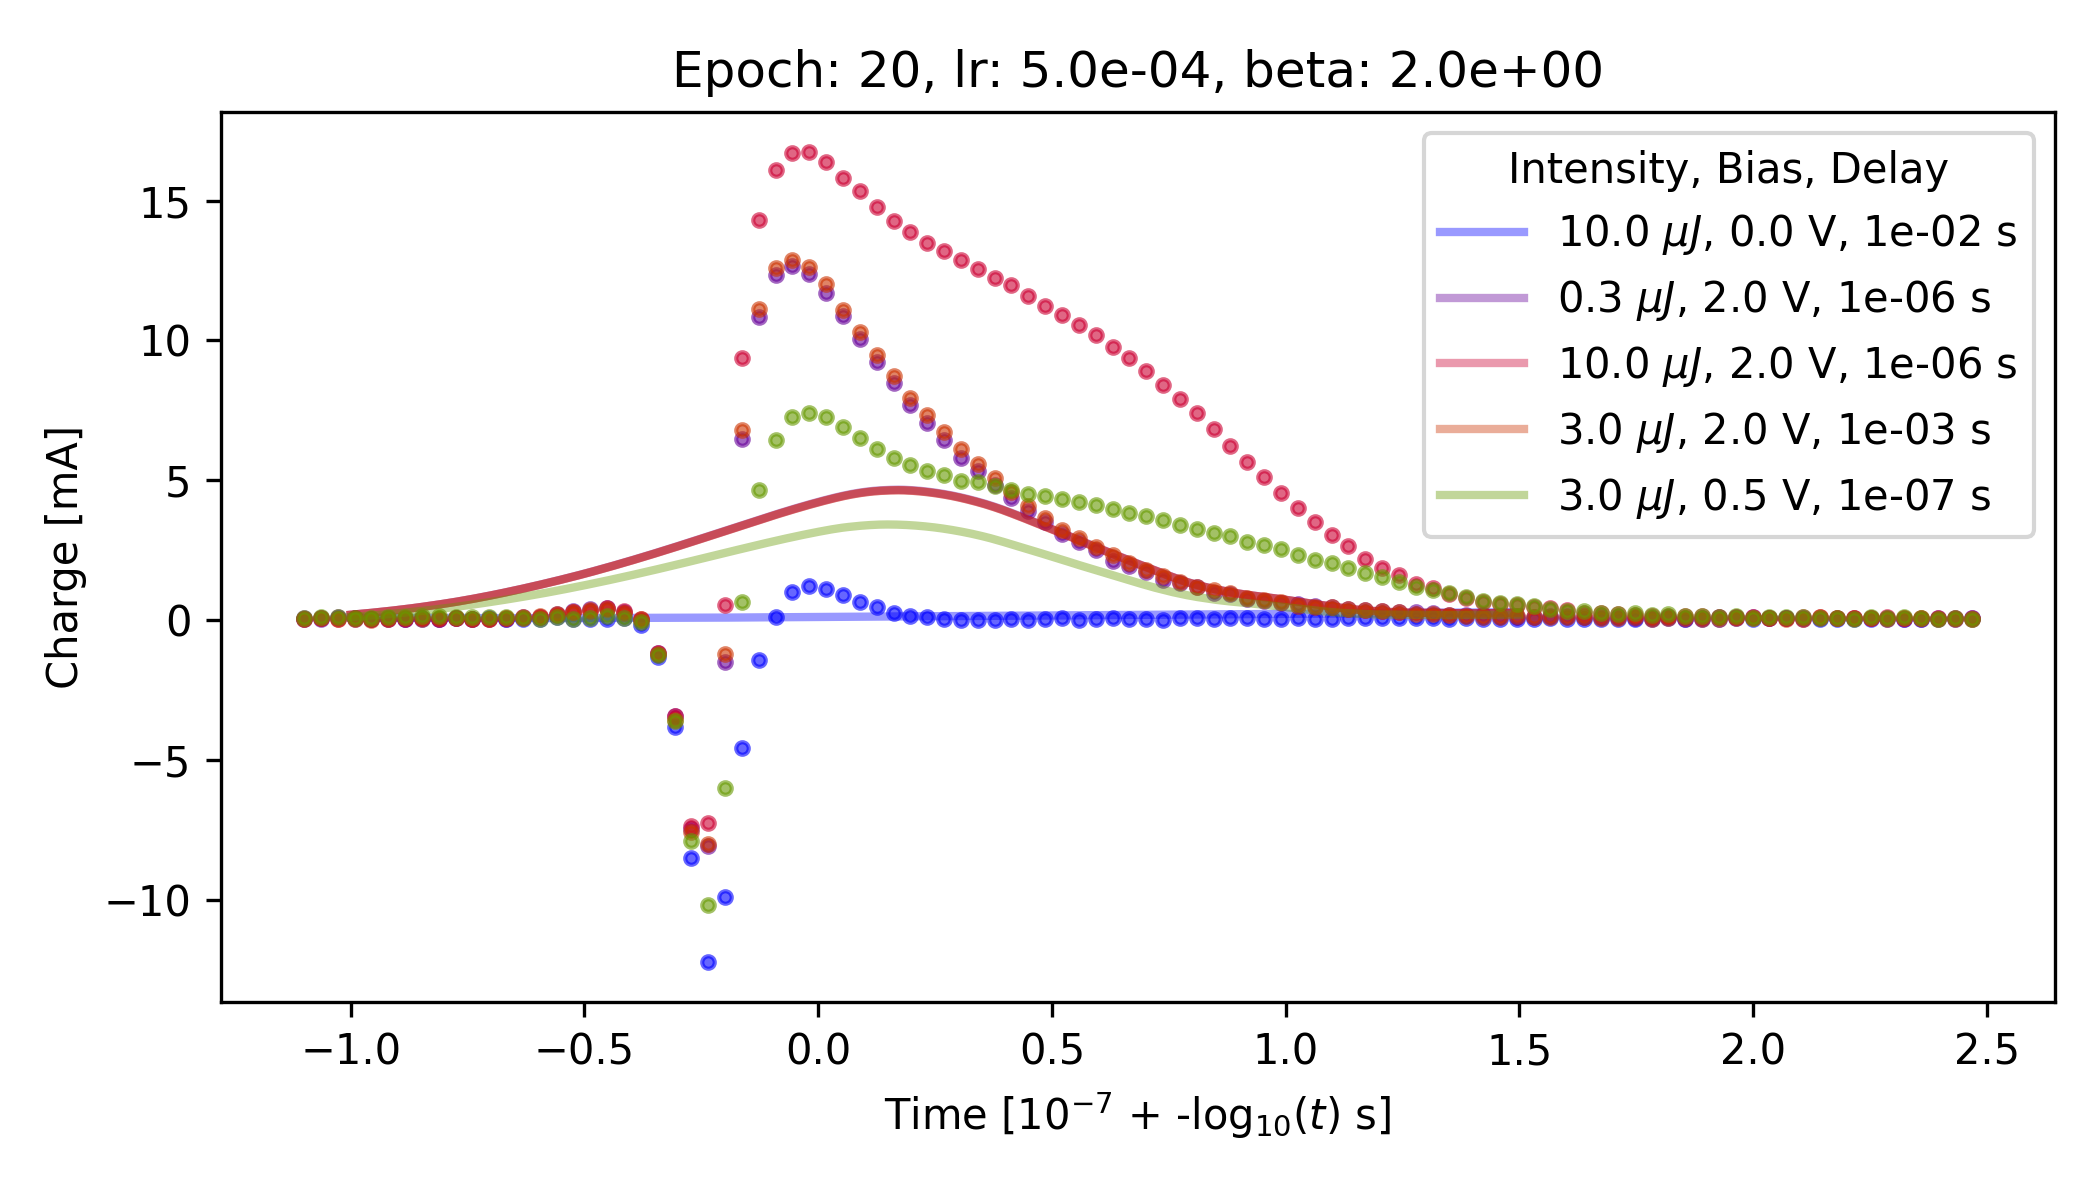 Epoch: 20, lr: 5.0e-04, beta: 2.0e+00
Charge [mA]
15
10
5
0
−5
−10
Intensity, Bias, Delay
10.0 μJ, 0.0 V, 1e-02 s
0.3 μJ, 2.0 V, 1e-06 s
10.0 μJ, 2.0 V, 1e-06 s
3.0 μJ, 2.0 V, 1e-03 s
3.0 μJ, 0.5 V, 1e-07 s
−1.0 −0.5 0.0 0.5 1.0 1.5 2.0 2.5
Time [10⁻⁷ + -log₁₀(t) s]